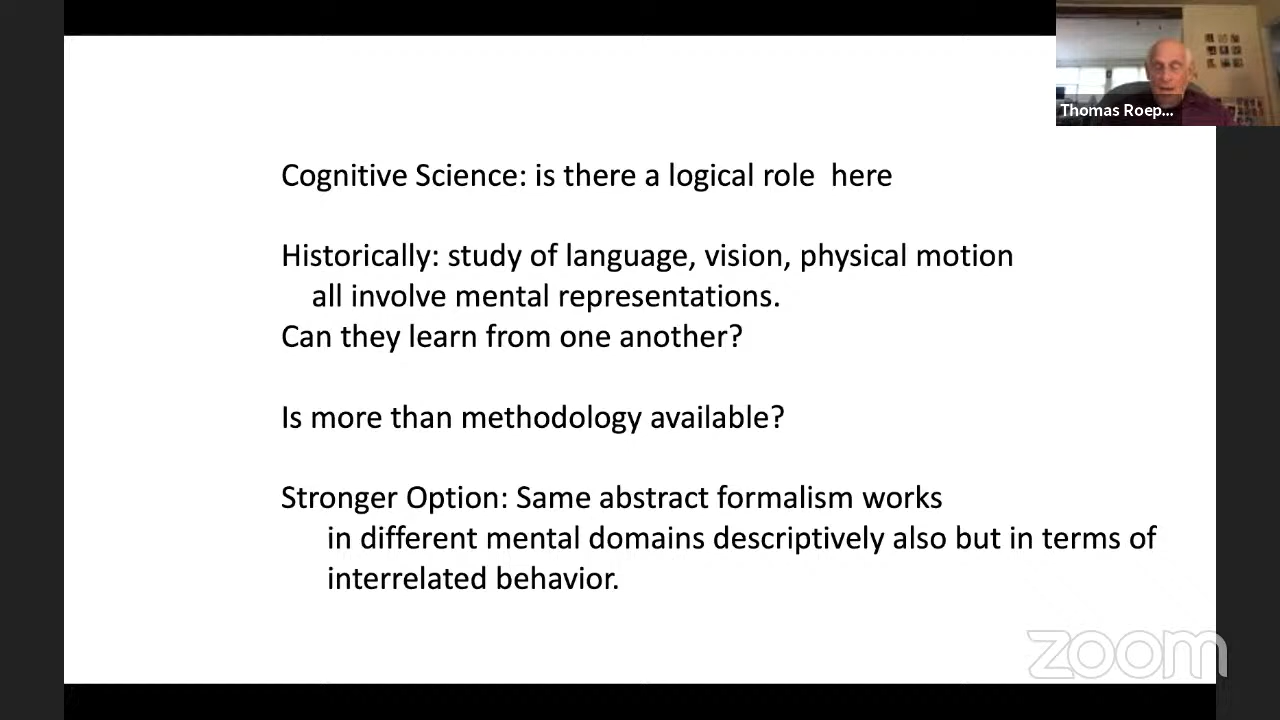 Thomas Roep...
Cognitive Science: is there a logical role  here
Historically: study of language, vision, physical motion
all involve mental representations.
Can they learn from one another?
Is more than methodology available?
Stronger Option: Same abstract formalism works
in different mental domains descriptively also but in terms of
interrelated behavior.
zoom